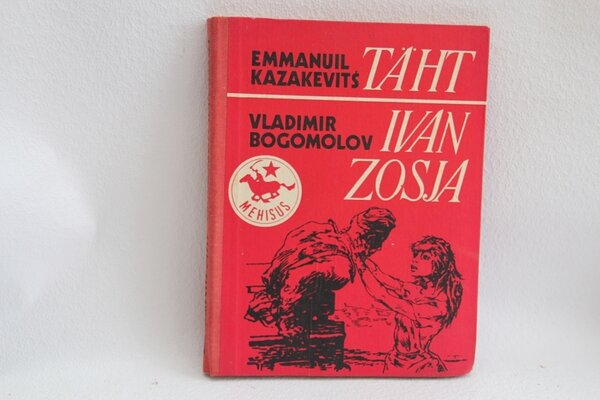 EMMANUIL
KAZAKEVITŠ
TÄHT
VLADIMIR
BOGOMOLOV
IVAN
ZOSJA
MEHISUS